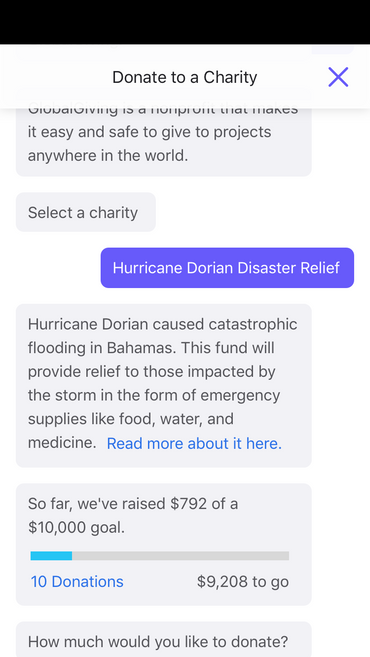 Donate to a Charity
GlobalGiving is a nonprofit that makes
it easy and safe to give to projects
anywhere in the world.
Select a charity
Hurricane Dorian Disaster Relief
Hurricane Dorian caused catastrophic
flooding in Bahamas. This fund will
provide relief to those impacted by
the storm in the form of emergency
supplies like food, water, and
medicine. Read more about it here.
So far, we've raised $792 of a
$10,000 goal.
10 Donations $9,208 to go
How much would you like to donate?